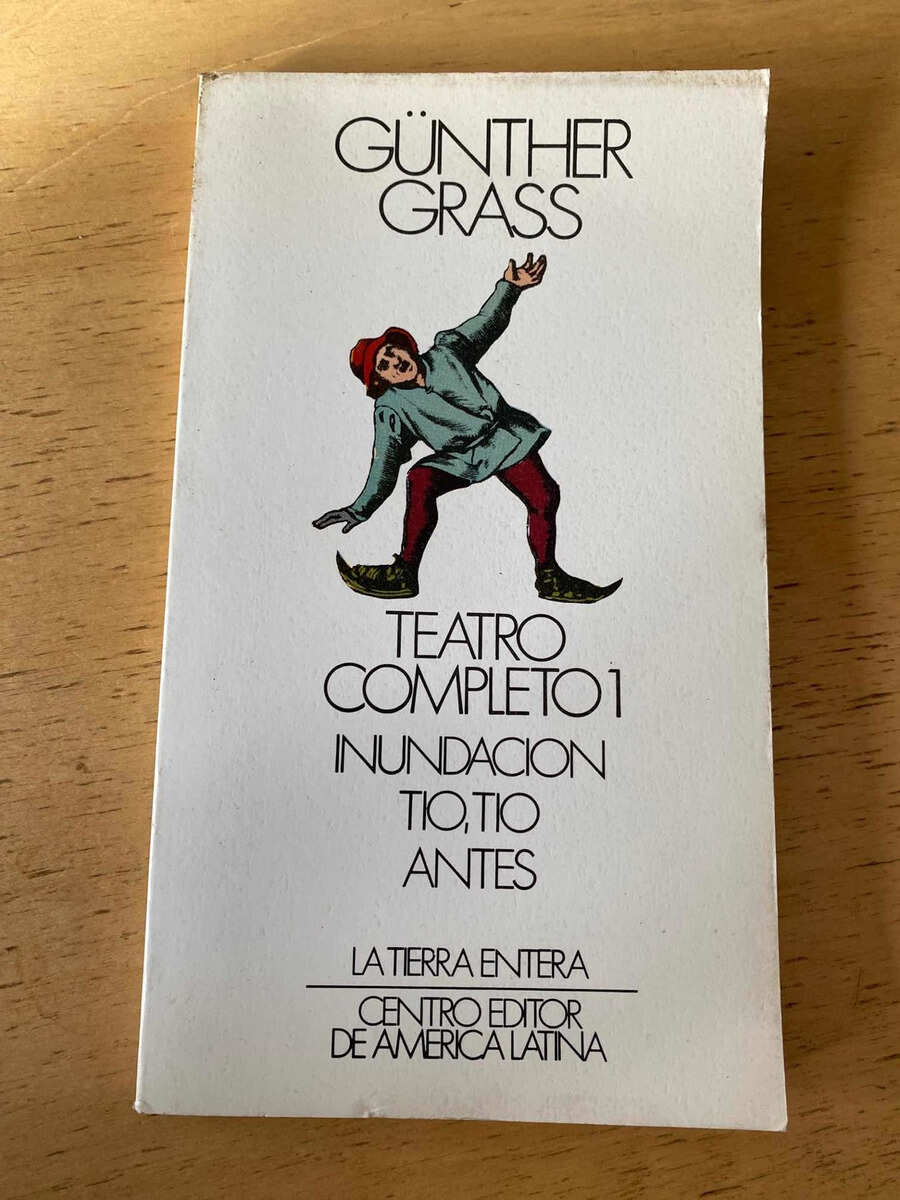 GÜNTHER
GRASS
TEATRO
COMPLETO 1
INUNDACION
TIO, TIO
ANTES
LA TIERRA ENTERA
CENTRO EDITOR
DE AMERICA LATINA